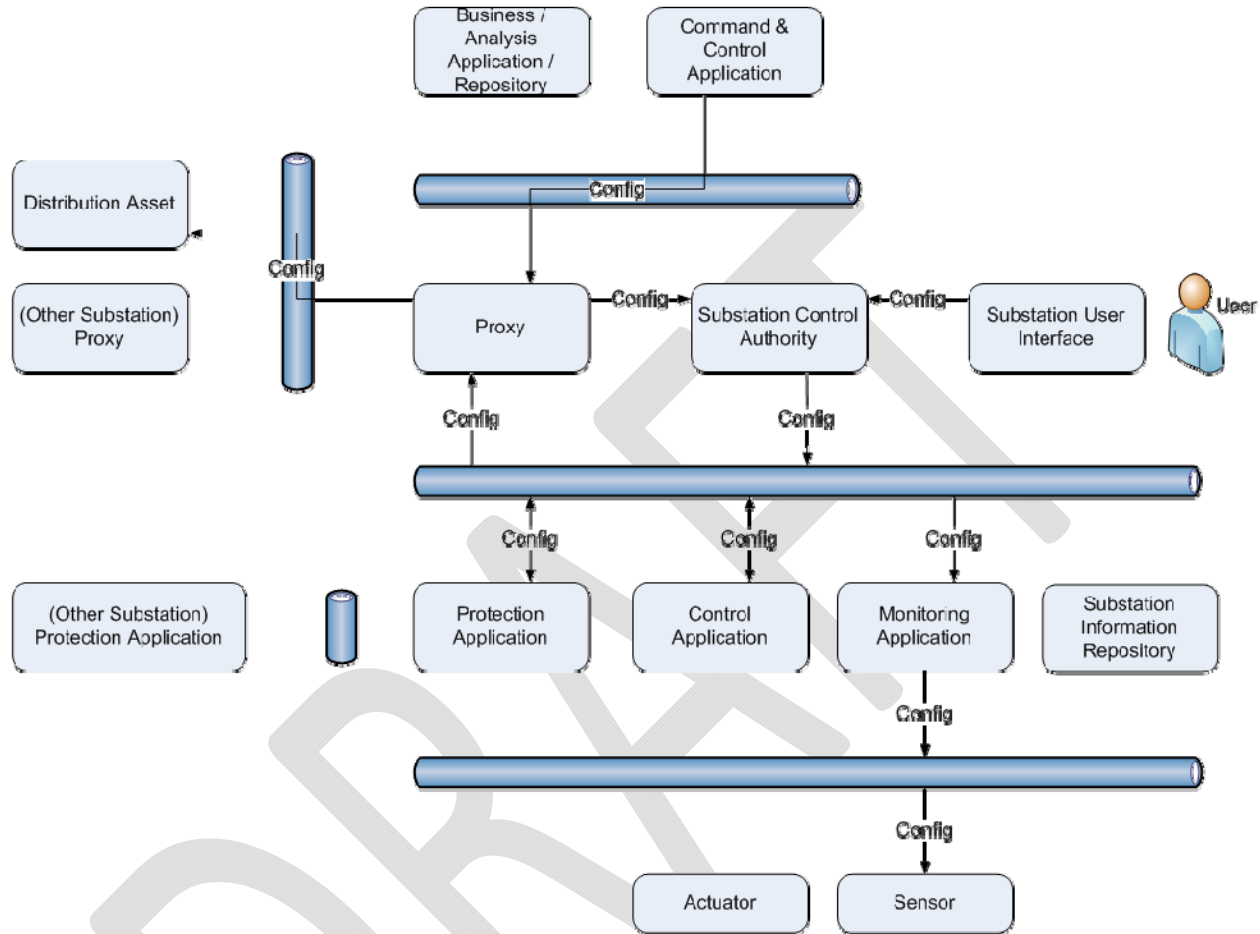 Business /
Analysis
Application /
Repository
Command &
Control
Application
Config
Distribution Asset
Config
(Other Substation)
Proxy
Proxy
Config
Substation Control
Authority
Config
Substation User
Interface
User
Config
Config
Config
Config
Config
(Other Substation)
Protection Application
Protection
Application
Control
Application
Monitoring
Application
Substation
Information
Repository
Config
Config
Actuator
Sensor
DRAFT